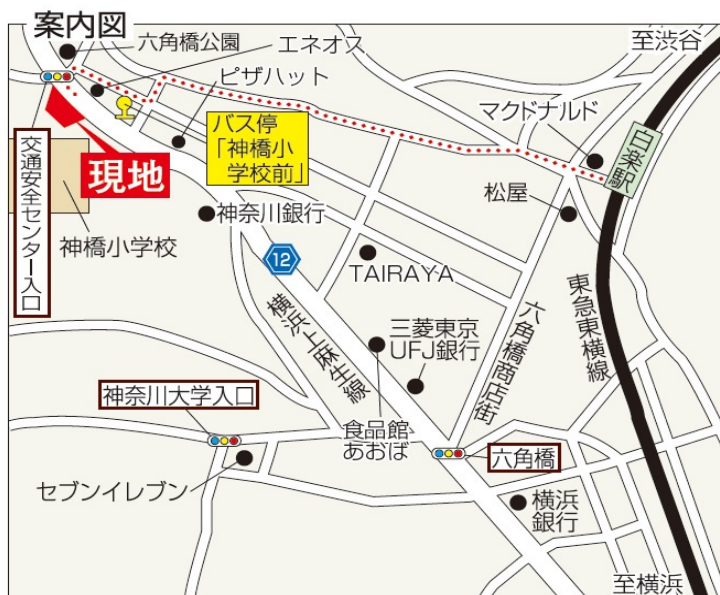 案内図
六角橋公園
エネオス
至渋谷
ピザハット
マクドナルド
バス停
「神橋小
学校前」
白楽駅
交通安全センター入口
現地
松屋
神奈川銀行
神橋小学校
12
TAIRAYA
東急東横線
横浜上麻生線
三菱東京
UFJ銀行
六角橋商店街
神奈川大学入口
食品館
あおば
六角橋
セブンイレブン
横浜
銀行
至横浜